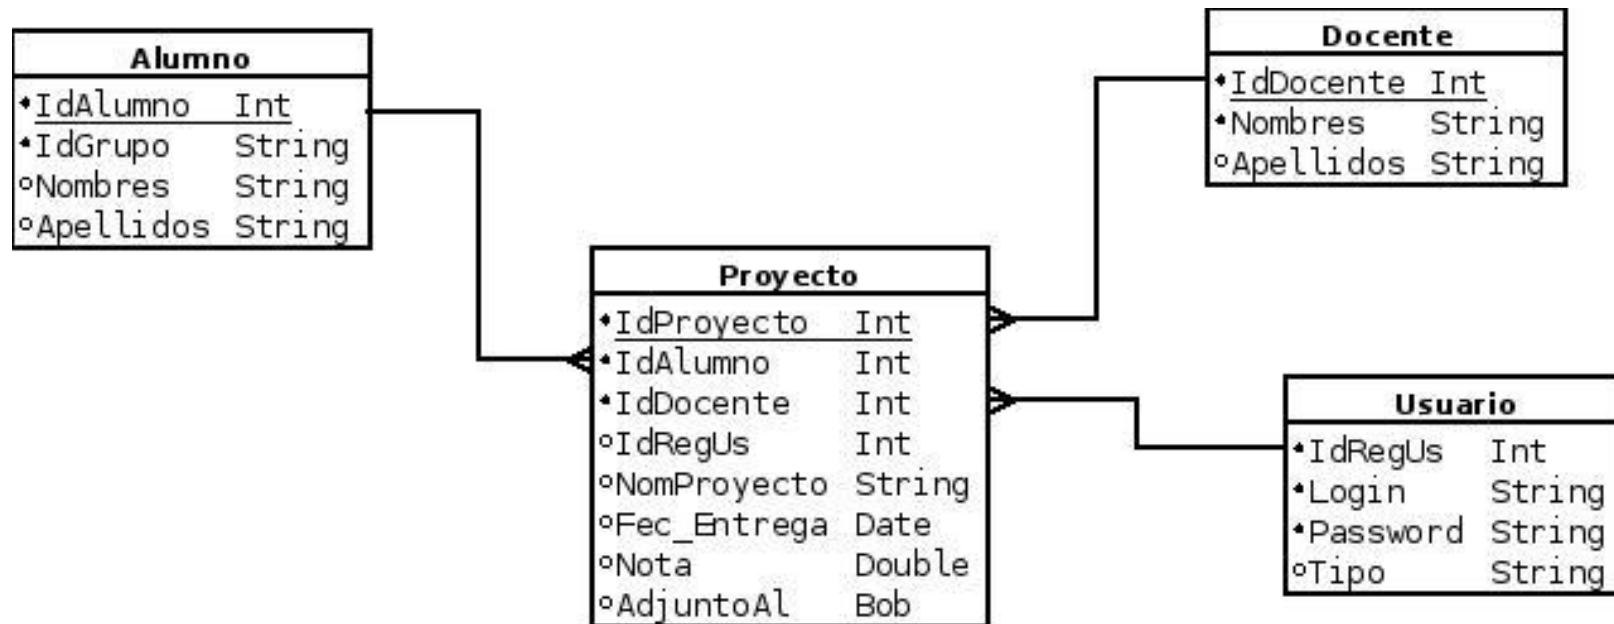 Alumno
IdAlumno Int
IdGrupo String
Nombres String
Apellidos String
Docente
IdDocente Int
Nombres String
Apellidos String
Proyecto
IdProyecto Int
IdAlumno Int
IdDocente Int
IdRegUs Int
NomProyecto String
Fec_Entrega Date
Nota Double
AdjuntoAl Bob
Usuario
IdRegUs Int
Login String
Password String
Tipo String